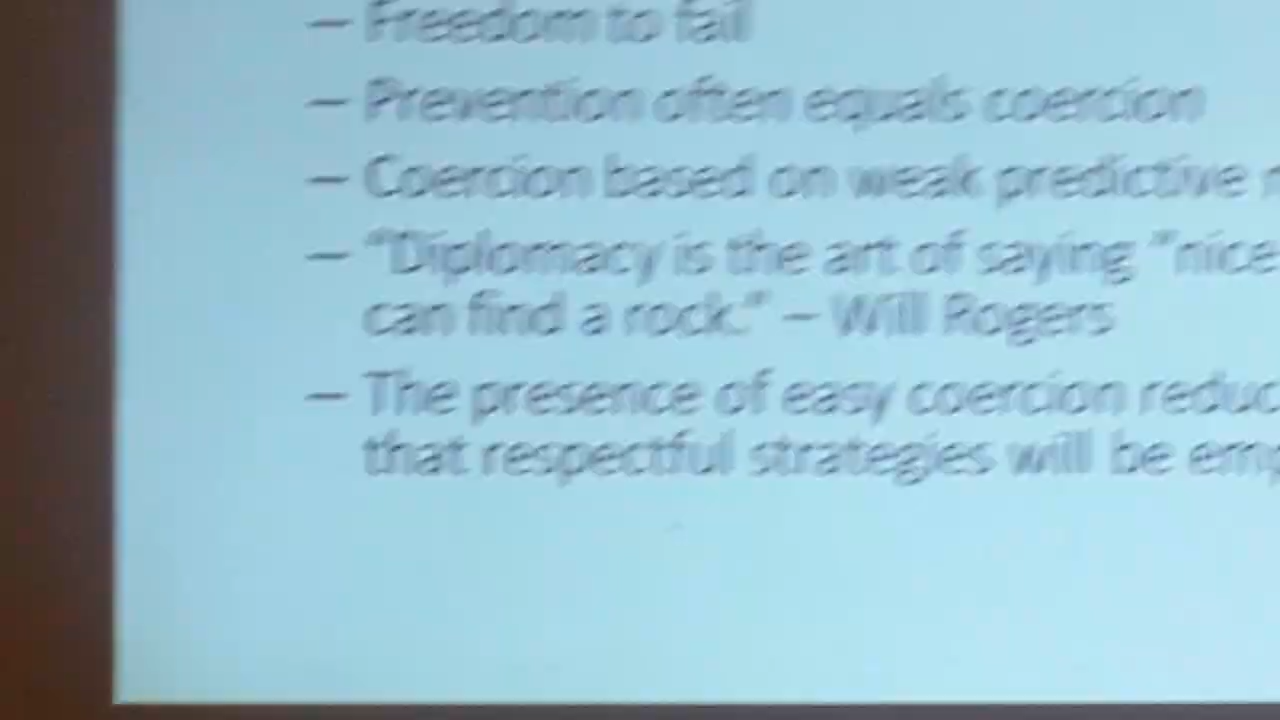 — Freedom to fail
— Prevention often equals coercion
— Coercion based on weak predictive
— “Diplomacy is the art of saying “nice
can find a rock.” – Will Rogers
— The presence of easy coercion reduc
that respectful strategies will be emp